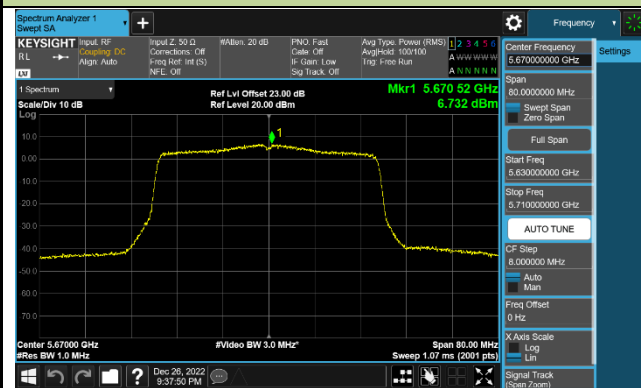 Spectrum Analyzer 1
Swept SA
Frequency
KEYSIGHT
RL
LXI
Input: RF
Coupling: DC
Align: Auto
Input Z: 50 Ω
Corrections: Off
Freq Ref: Int (S)
NFE: Off
#Atten: 20 dB
PNO: Fast
Gate: Off
IF Gain: Low
Sig Track: Off
Avg Type: Power (RMS)
Avg|Hold: 100/100
Trig: Free Run
1 2 3 4 5 6
A W W W W W
A N N N N N
1 Spectrum
Scale/Div 10 dB
Ref Lvl Offset 23.00 dB
Ref Level 20.00 dBm
Mkr1 5.670 52 GHz
6.732 dBm
Log
1
10.0
0.00
-10.0
-20.0
-30.0
-40.0
-50.0
-60.0
-70.0
Center 5.67000 GHz
#Res BW 1.0 MHz
#Video BW 3.0 MHz*
Span 80.00 MHz
Sweep 1.07 ms (2001 pts)
Center Frequency
5.670000000 GHz
Span
80.0000000 MHz
Swept Span
Zero Span
Full Span
Start Freq
5.630000000 GHz
Stop Freq
5.710000000 GHz
AUTO TUNE
CF Step
8.000000 MHz
Auto
Man
Freq Offset
0 Hz
X Axis Scale
Log
Lin
Signal Track
(Span Zoom)
Settings
?
Dec 26, 2022
9:37:50 PM